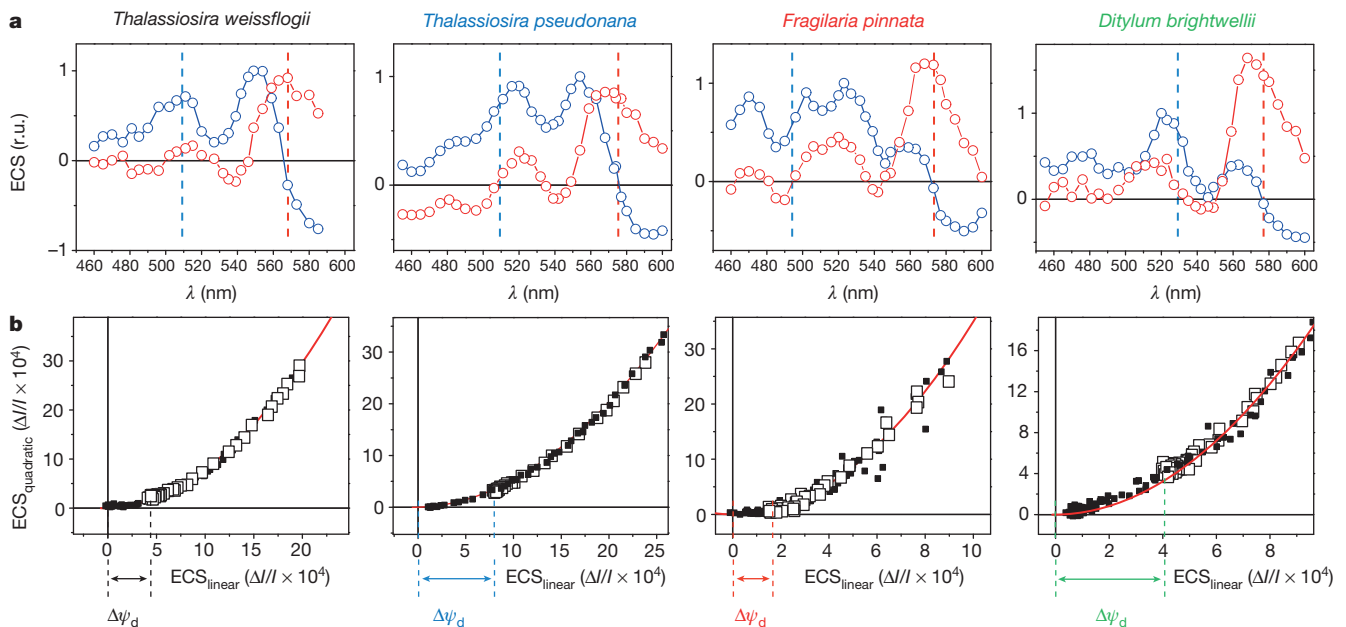 a
Thalassiosira weissflogii
Thalassiosira pseudonana
Fragilaria pinnata
Ditylum brightwellii
ECS (r.u.)
1
0
−1
460 480 500 520 540 560 580 600
λ (nm)
1
0
460 480 500 520 540 560 580 600
λ (nm)
1
0
460 480 500 520 540 560 580 600
λ (nm)
1
0
460 480 500 520 540 560 580 600
λ (nm)
b
ECSquadratic (ΔI/I × 10⁴)
40
30
20
10
0
0 5 10 15 20
ECSlinear (ΔI/I × 10⁴)
Δψd
30
20
10
0
0 5 10 15 20 25
ECSlinear (ΔI/I × 10⁴)
Δψd
30
20
10
0
0 2 4 6 8 10
ECSlinear (ΔI/I × 10⁴)
Δψd
16
12
8
4
0
0 2 4 6 8
ECSlinear (ΔI/I × 10⁴)
Δψd